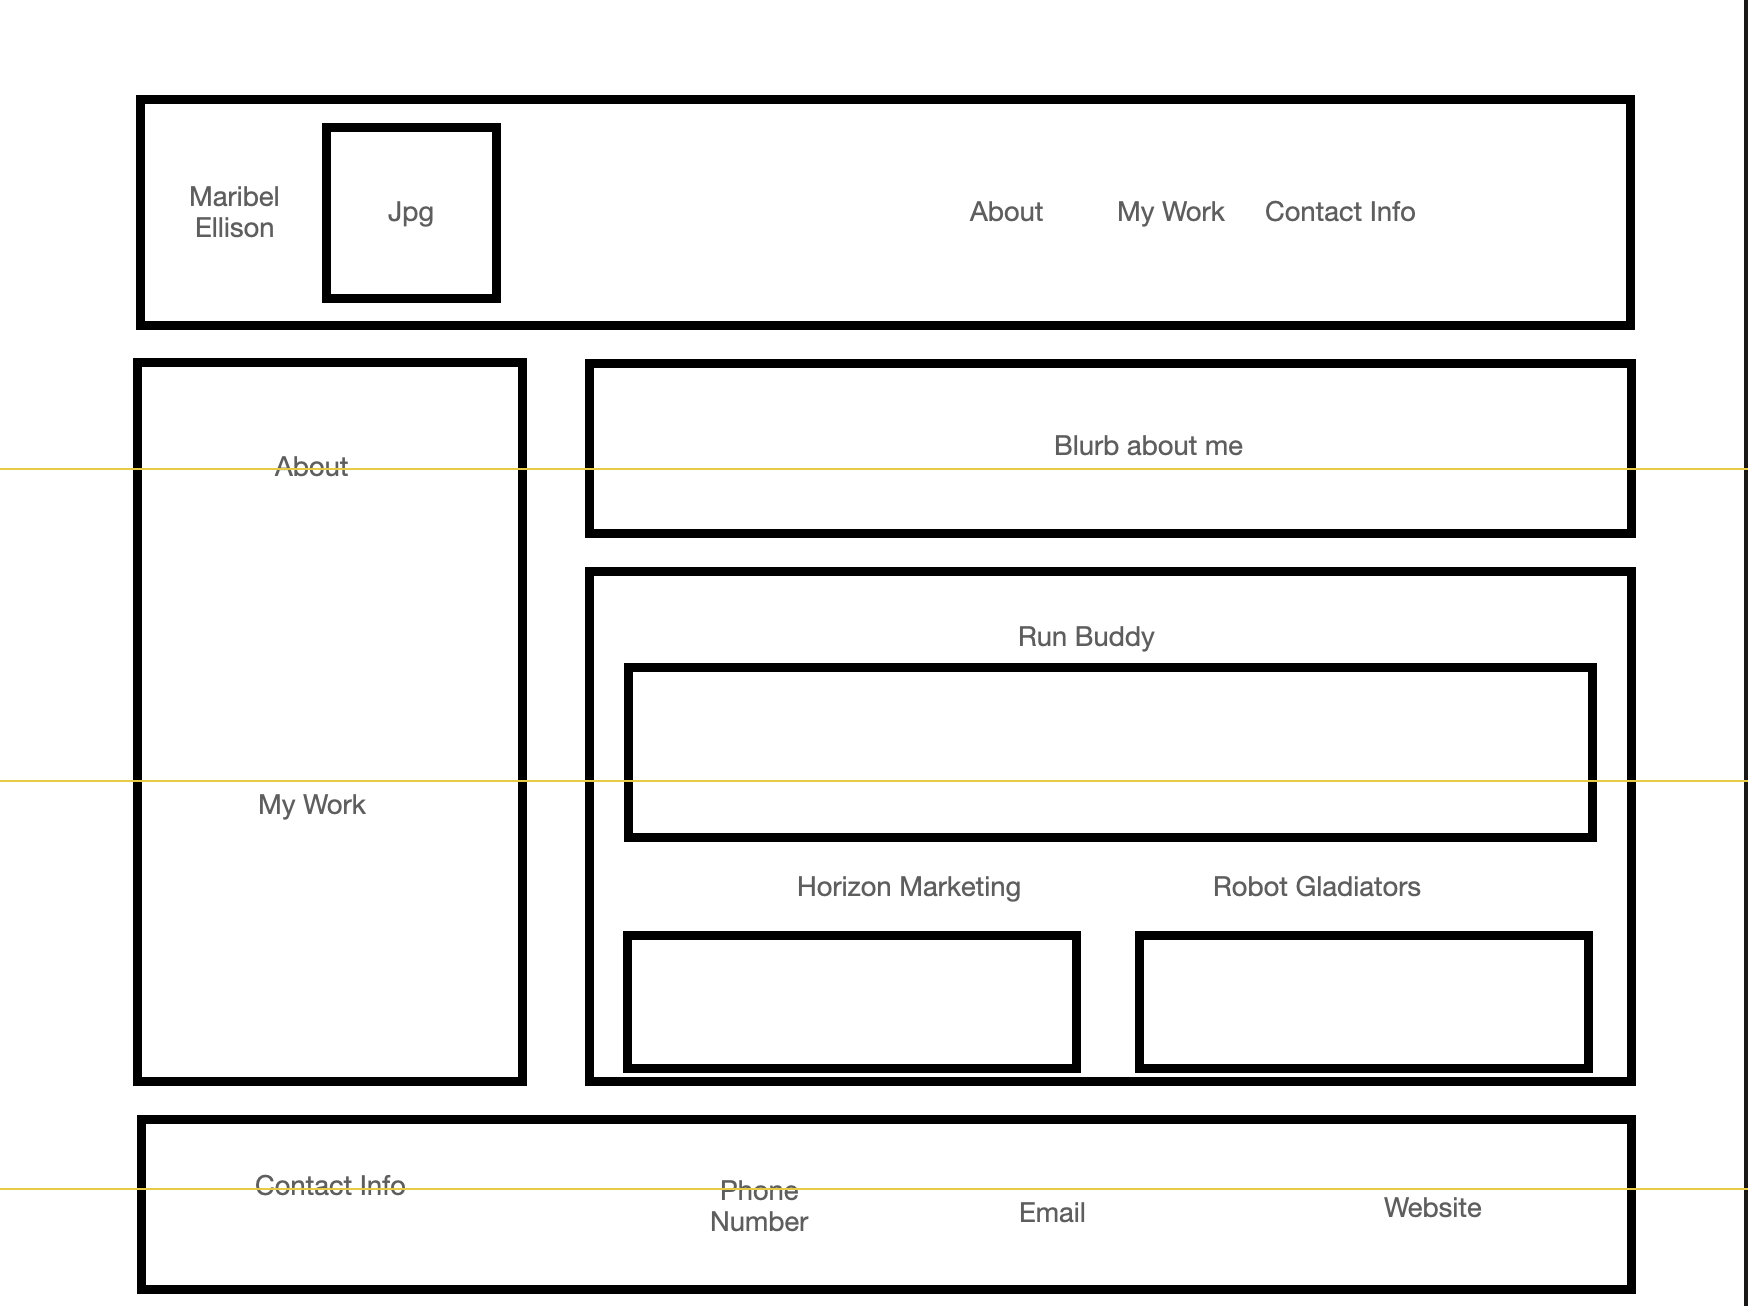 Maribel
Ellison
Jpg
About
My Work
Contact Info
About
Blurb about me
Run Buddy
My Work
Horizon Marketing
Robot Gladiators
Contact Info
Phone
Number
Email
Website